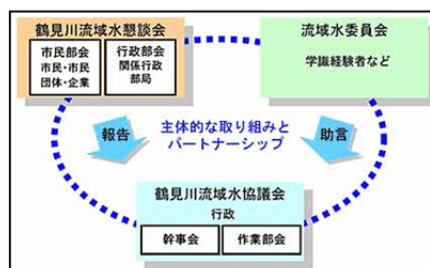 鶴見川流域水懇談会
市民部会
市民・市民
団体・企業
行政部会
関係行政
部局
流域水委員会
学識経験者など
報告
主体的な取り組みと
パートナーシップ
助言
鶴見川流域水協議会
行政
幹事会
作業部会